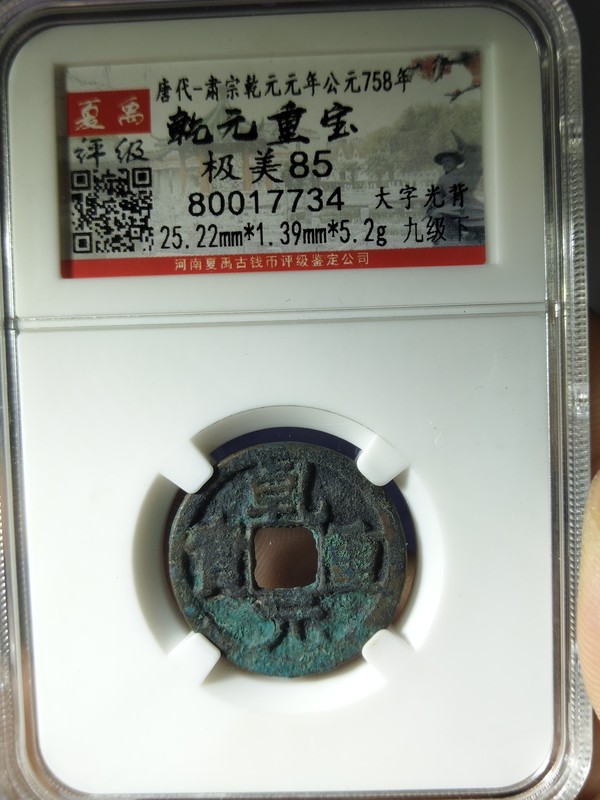 唐代-肃宗乾元元年公元758年
夏禹
评级
乾元重宝
极美85
80017734 大字光背
25.22mm*1.39mm*5.2g 九级下
河南夏禹古钱币评级鉴定公司
乾元重寶